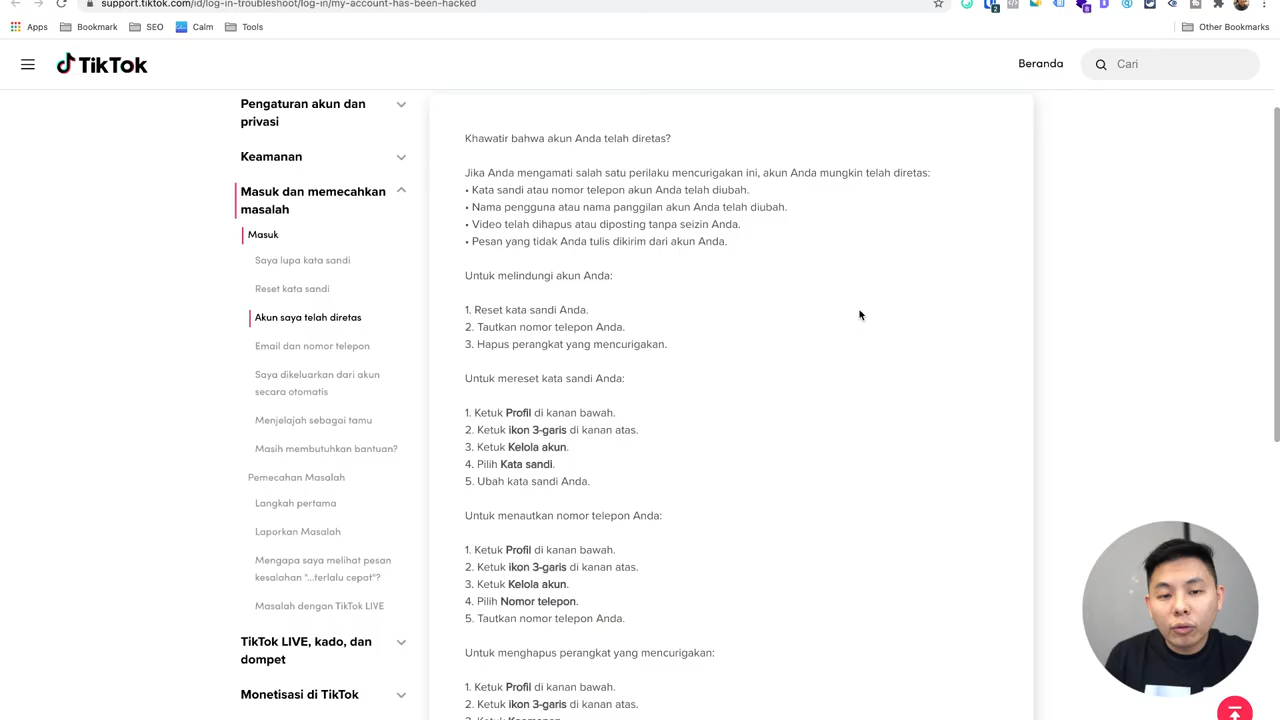 support.tiktok.com/id/log-in-troubleshoot/log-in/my-account-has-been-hacked
Apps
Bookmark
SEO
Calm
Tools
Other Bookmarks
TikTok
Beranda
Cari
Pengaturan akun dan
privasi
Keamanan
Masuk dan memecahkan
masalah
Masuk
Saya lupa kata sandi
Reset kata sandi
Akun saya telah diretas
Email dan nomor telepon
Saya dikeluarkan dari akun
secara otomatis
Menjelajah sebagai tamu
Masih membutuhkan bantuan?
Pemecahan Masalah
Langkah pertama
Laporkan Masalah
Mengapa saya melihat pesan
kesalahan "...terlalu cepat"?
Masalah dengan TikTok LIVE
TikTok LIVE, kado, dan
dompet
Monetisasi di TikTok
Khawatir bahwa akun Anda telah diretas?
Jika Anda mengamati salah satu perilaku mencurigakan ini, akun Anda mungkin telah diretas:
• Kata sandi atau nomor telepon akun Anda telah diubah.
• Nama pengguna atau nama panggilan akun Anda telah diubah.
• Video telah dihapus atau diposting tanpa seizin Anda.
• Pesan yang tidak Anda tulis dikirim dari akun Anda.
Untuk melindungi akun Anda:
1. Reset kata sandi Anda.
2. Tautkan nomor telepon Anda.
3. Hapus perangkat yang mencurigakan.
Untuk mereset kata sandi Anda:
1. Ketuk Profil di kanan bawah.
2. Ketuk ikon 3-garis di kanan atas.
3. Ketuk Kelola akun.
4. Pilih Kata sandi.
5. Ubah kata sandi Anda.
Untuk menautkan nomor telepon Anda:
1. Ketuk Profil di kanan bawah.
2. Ketuk ikon 3-garis di kanan atas.
3. Ketuk Kelola akun.
4. Pilih Nomor telepon.
5. Tautkan nomor telepon Anda.
Untuk menghapus perangkat yang mencurigakan:
1. Ketuk Profil di kanan bawah.
2. Ketuk ikon 3-garis di kanan atas.